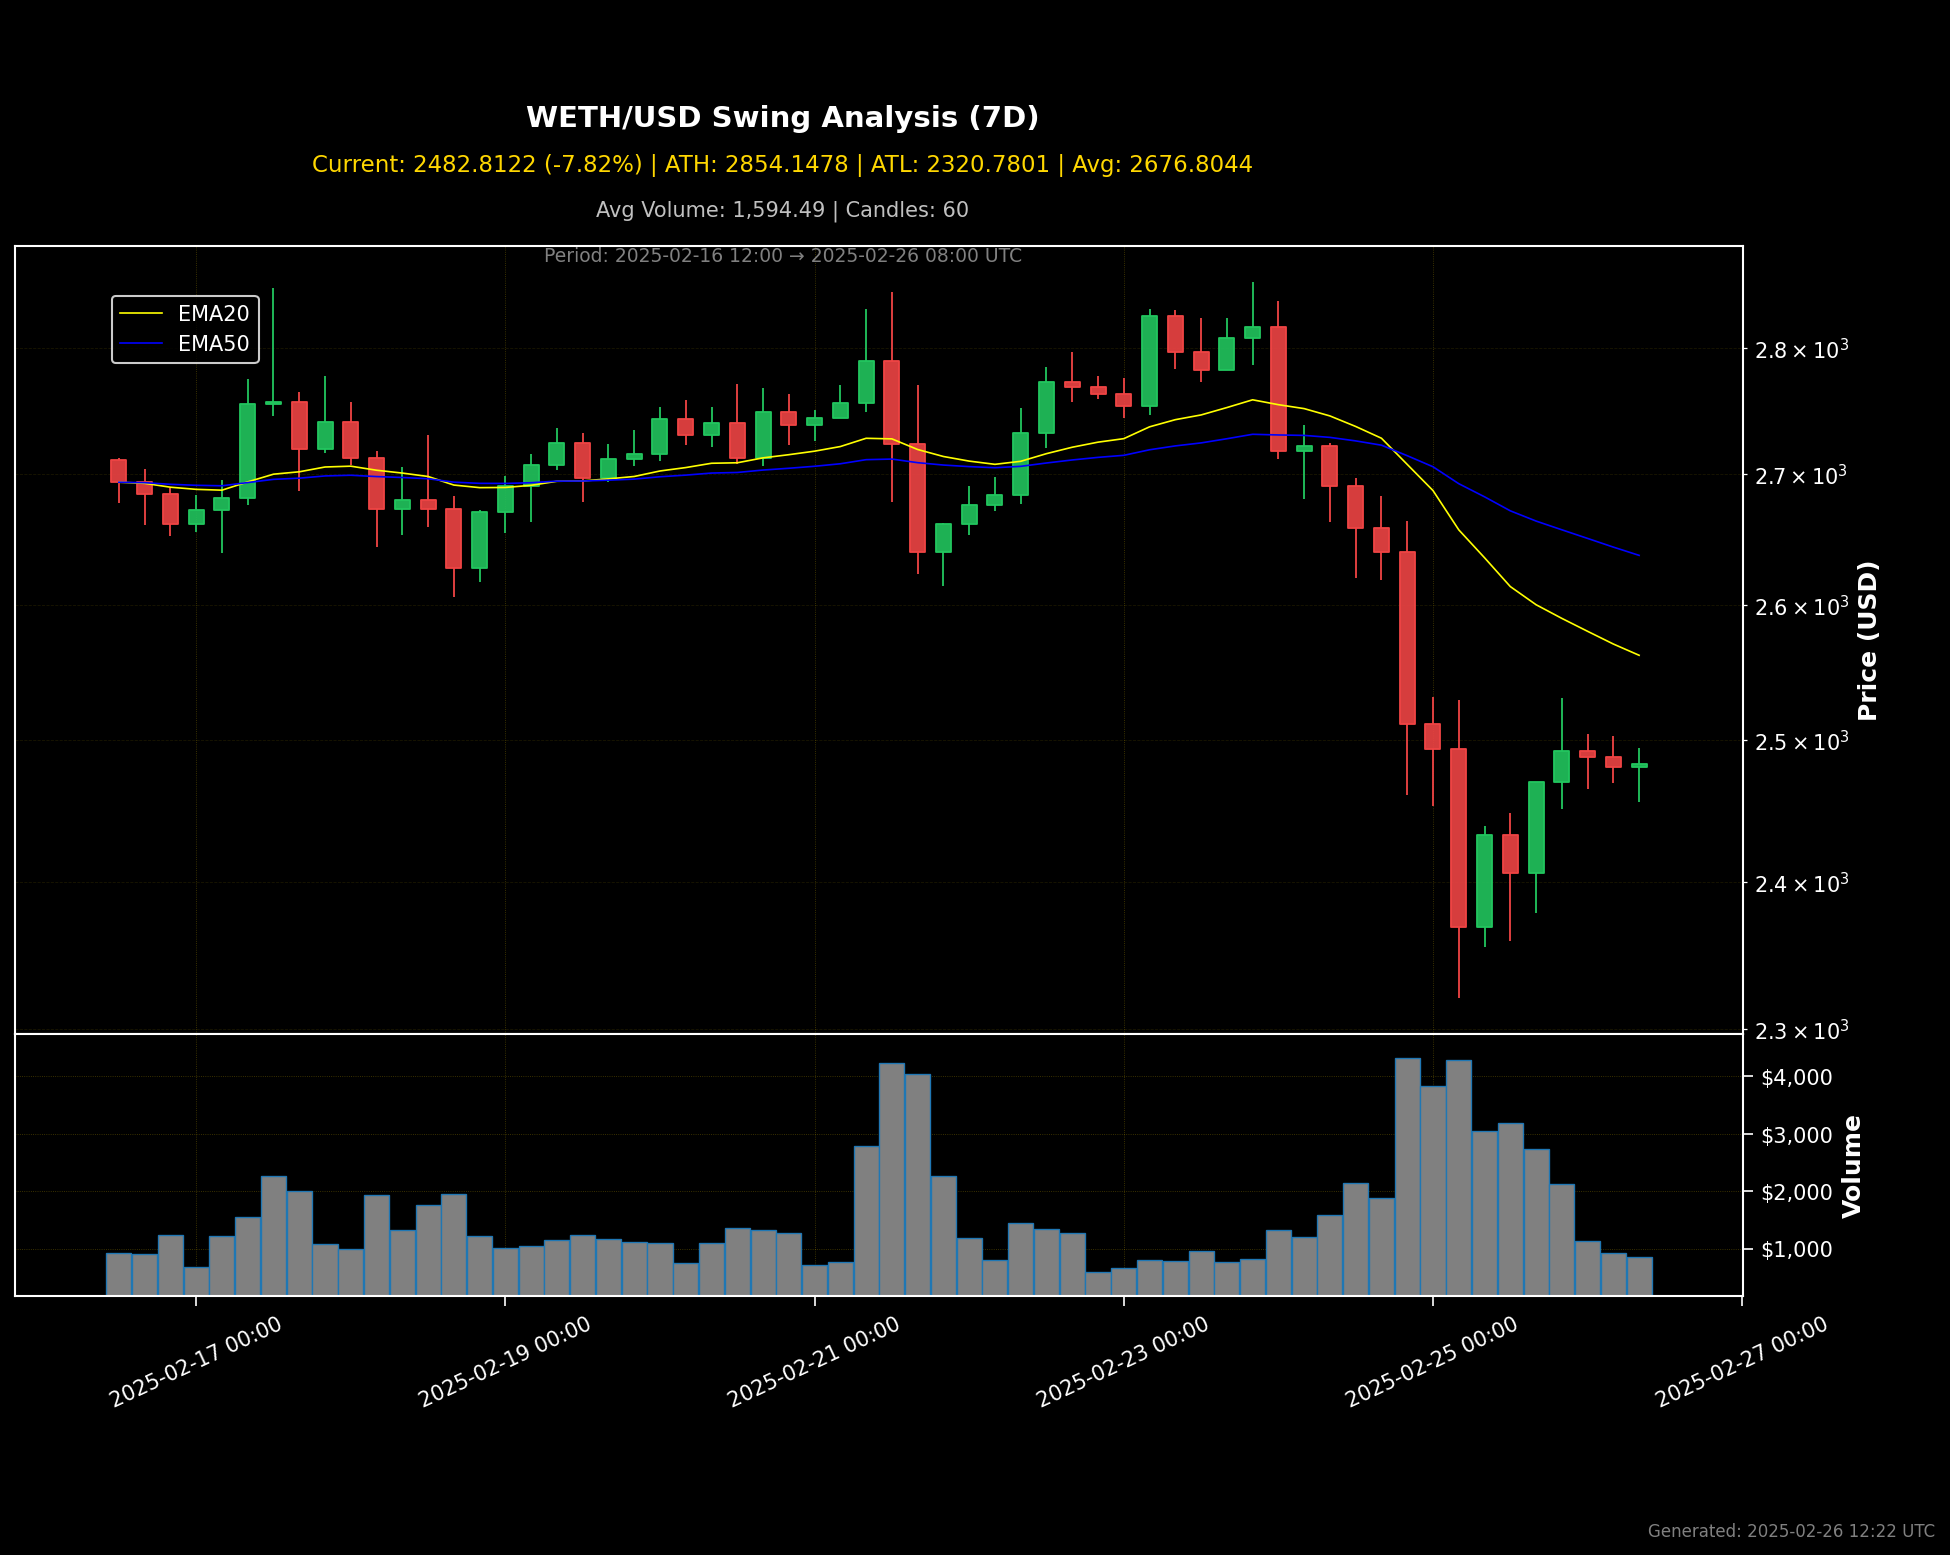 WETH/USD Swing Analysis (7D)
Current: 2482.8122 (-7.82%) | ATH: 2854.1478 | ATL: 2320.7801 | Avg: 2676.8044
Avg Volume: 1,594.49 | Candles: 60
Period: 2025-02-16 12:00 → 2025-02-26 08:00 UTC
EMA20
EMA50
2.8 × 10³
2.7 × 10³
2.6 × 10³
2.5 × 10³
2.4 × 10³
2.3 × 10³
Price (USD)
$4,000
$3,000
$2,000
$1,000
Volume
2025-02-17 00:00
2025-02-19 00:00
2025-02-21 00:00
2025-02-23 00:00
2025-02-25 00:00
2025-02-27 00:00
Generated: 2025-02-26 12:22 UTC